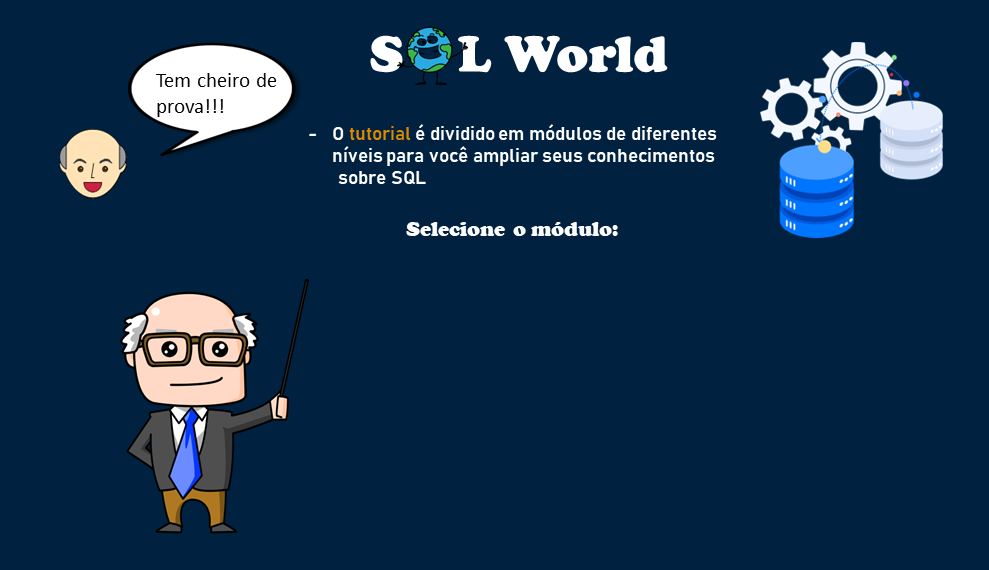 SQL World
Tem cheiro de
prova!!!
- O tutorial é dividido em módulos de diferentes
níveis para você ampliar seus conhecimentos
sobre SQL
Selecione o módulo: